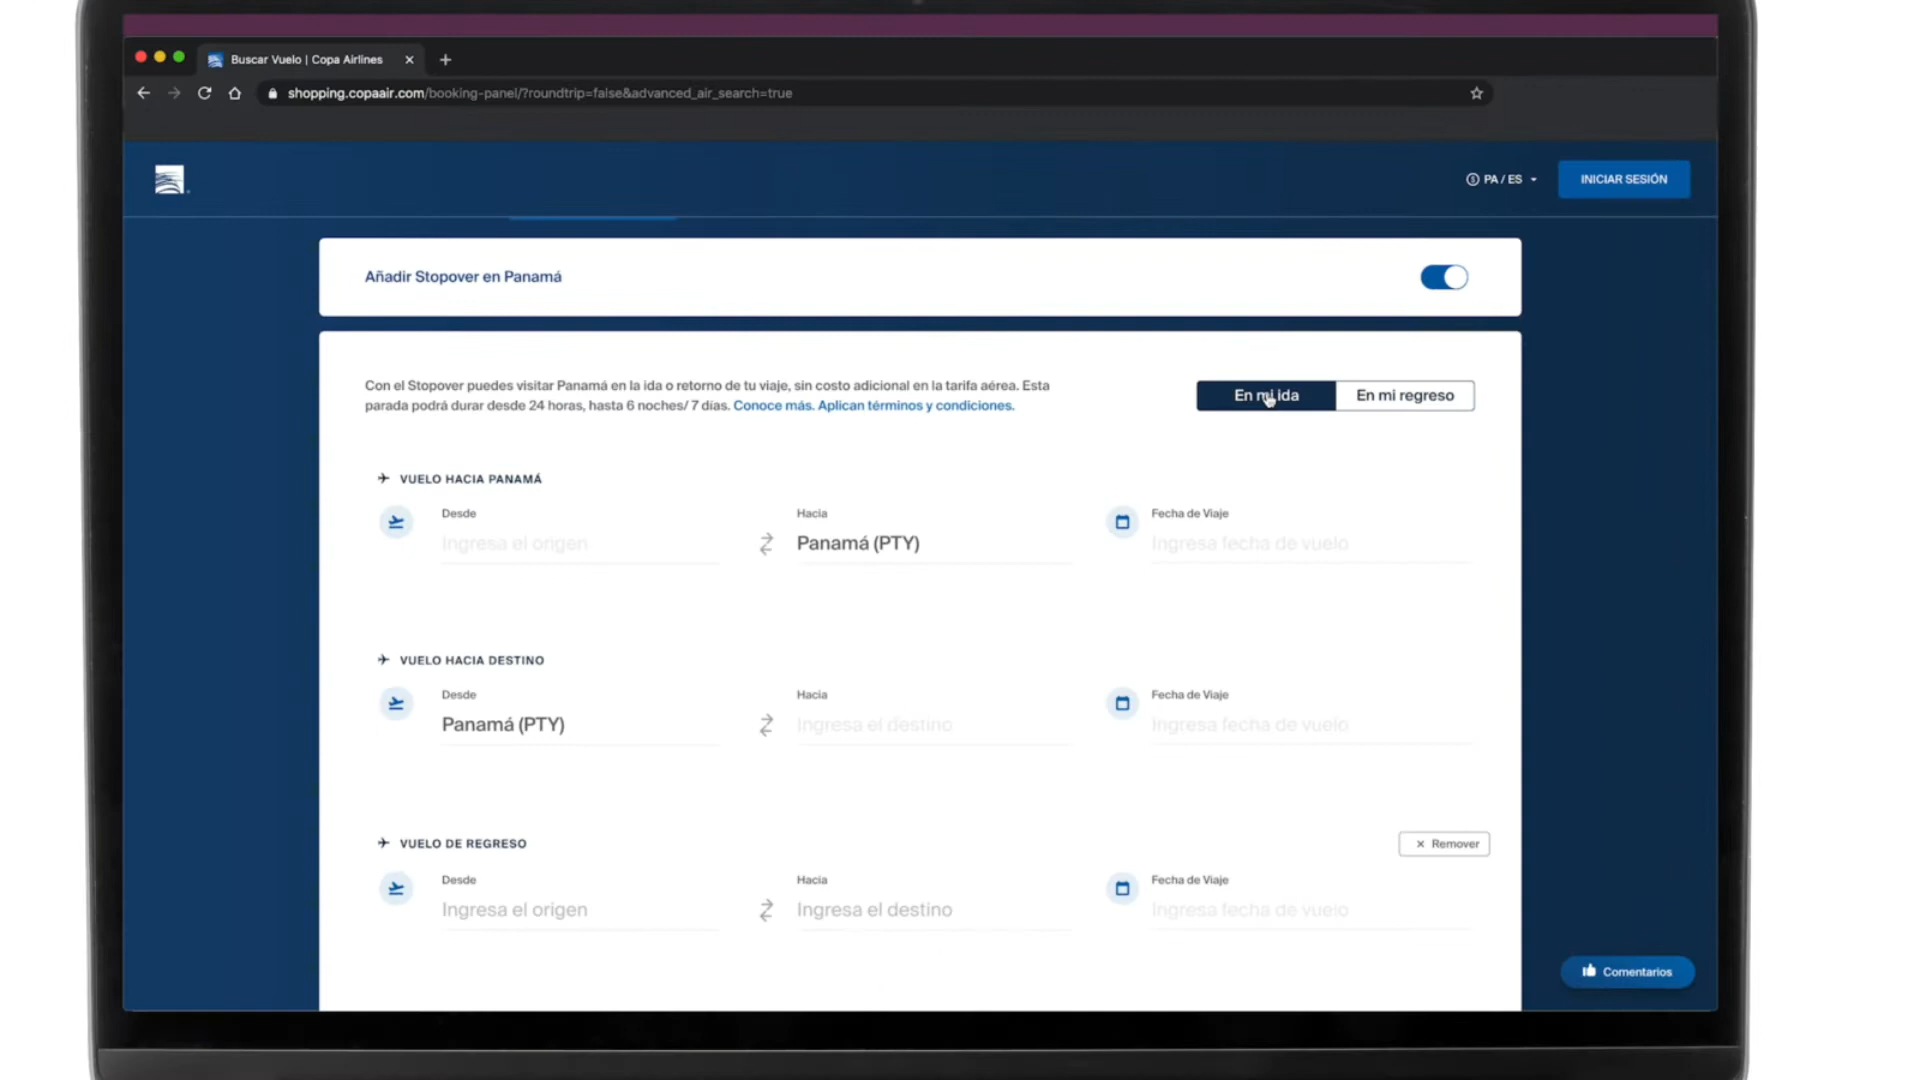 Buscar Vuelo | Copa Airlines
shopping.copaair.com/booking-panel/?roundtrip=false&advanced_air_search=true
PA / ES
INICIAR SESIÓN
Añadir Stopover en Panamá
Con el Stopover puedes visitar Panamá en la ida o retorno de tu viaje, sin costo adicional en la tarifa aérea. Esta
parada podrá durar desde 24 horas, hasta 6 noches/ 7 días. Conoce más. Aplican términos y condiciones.
En mi ida
En mi regreso
VUELO HACIA PANAMÁ
Desde
Hacia
Fecha de Viaje
Ingresa el origen
Panamá (PTY)
Ingresa fecha de vuelo
VUELO HACIA DESTINO
Desde
Hacia
Fecha de Viaje
Panamá (PTY)
Ingresa el destino
Ingresa fecha de vuelo
VUELO DE REGRESO
Remover
Desde
Hacia
Fecha de Viaje
Ingresa el origen
Ingresa el destino
Ingresa fecha de vuelo
Comentarios